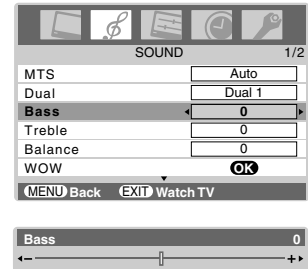 SOUND 1/2
MTS Auto
Dual Dual 1
Bass 0
Treble 0
Balance 0
WOW OK
MENU Back EXIT Watch TV
Bass 0
- +